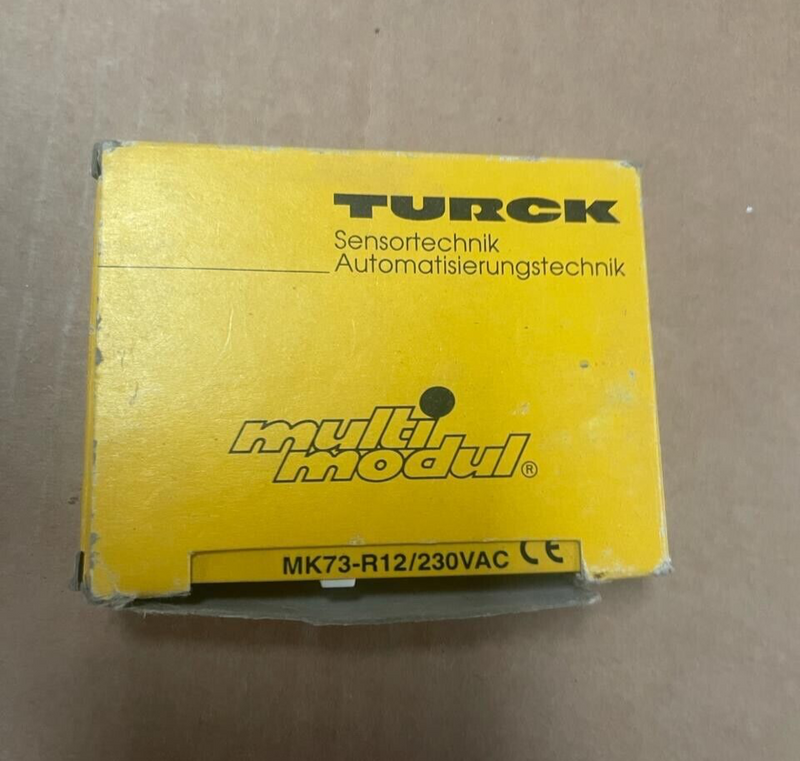 TURCK
Sensortechnik
Automatisierungstechnik
multi
modul®
MK73-R12/230VAC CE